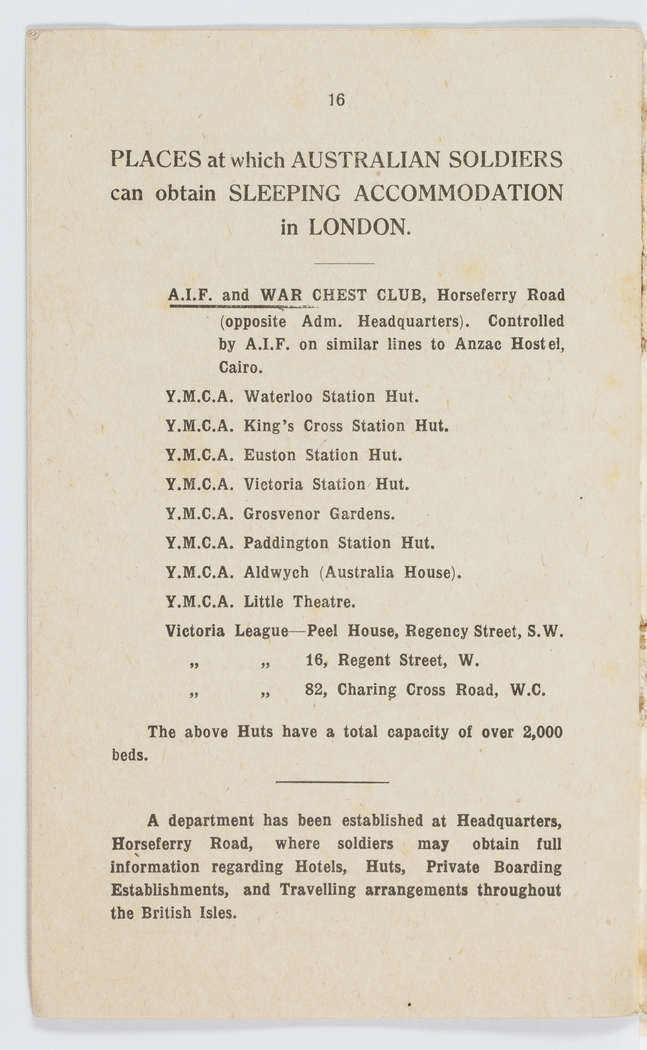 16
PLACES at which AUSTRALIAN SOLDIERS
can obtain SLEEPING ACCOMMODATION
in LONDON.
A.I.F. and WAR CHEST CLUB, Horseferry Road
(opposite Adm. Headquarters). Controlled
by A.I.F. on similar lines to Anzac Hostel,
Cairo.
Y.M.C.A. Waterloo Station Hut.
Y.M.C.A. King's Cross Station Hut.
Y.M.C.A. Euston Station Hut.
Y.M.C.A. Victoria Station Hut.
Y.M.C.A. Grosvenor Gardens.
Y.M.C.A. Paddington Station Hut.
Y.M.C.A. Aldwych (Australia House).
Y.M.C.A. Little Theatre.
Victoria League—Peel House, Regency Street, S.W.
„ „ 16, Regent Street, W.
„ „ 82, Charing Cross Road, W.C.
The above Huts have a total capacity of over 2,000
beds.
A department has been established at Headquarters,
Horseferry Road, where soldiers may obtain full
information regarding Hotels, Huts, Private Boarding
Establishments, and Travelling arrangements throughout
the British Isles.